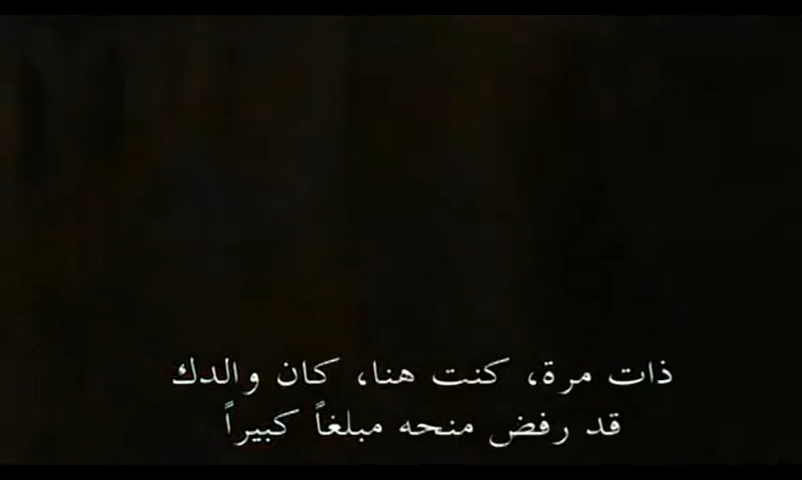 ذات مرة، كنت هنا، كان والدك
قد رفض منحه مبلغاً كبيراً